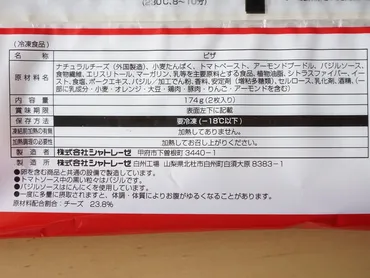 (230℃、8～10分)
(冷凍食品)
名称 ピザ
原材料名 ナチュラルチーズ(外国製造)、小麦たんぱく、トマトペースト、アーモンドプードル、バジルソース、
食物繊維、エリスリトール、マーガリン、乳等を主要原料とする食品、植物油脂、シトラスファイバー、イー
スト、食塩、ポークエキス、バジル/加工でん粉、香料、安定剤(増粘多糖類)、セルロース、乳化剤、酒精、(一
部に乳成分・小麦・オレンジ・大豆・鶏肉・豚肉・りんご・アーモンドを含む)
内容量 174g(2枚入り)
賞味期限 表面左下に記載
保存方法 要冷凍(-18℃以下)
凍結前加熱の有無 加熱してありません。
加熱調理の必要性 加熱してお召し上がりください。
製造者 株式会社シャトレーゼ 甲府市下曽根町3440-1
製造所 株式会社シャトレーゼ 白州工場 山梨県北杜市白州町白須大原8383-1
●卵を含む商品と共通の設備で製造しています。
●トマトソース中の黒い粒々はバジルです。
●バジルソースはにんにくを使用しています。
●一度に多量に摂取されますと、体調・体質によりお腹がゆるくなることがあります。
原材料配合割合:チーズ 23.8%